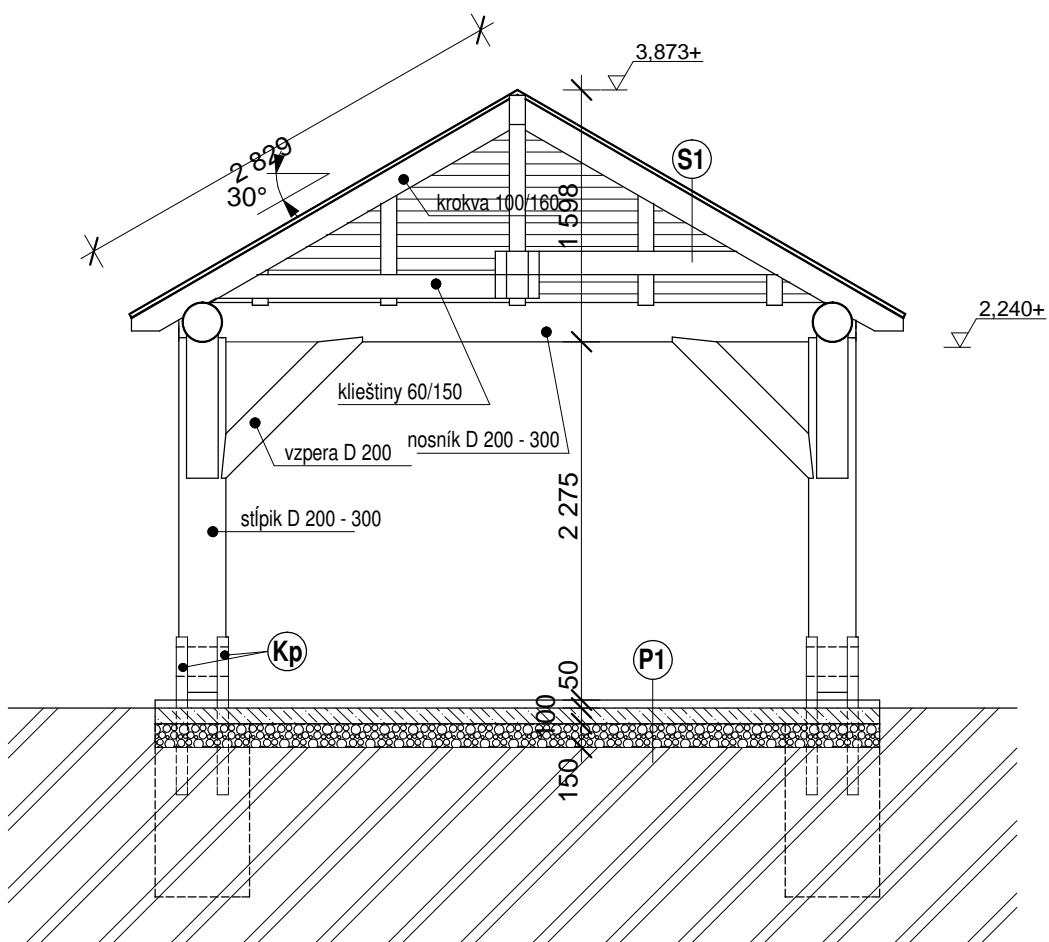 3,873+
S1
2 829
30°
krokva 100/160
1 598
2,240+
klieštiny 60/150
nosník D 200 - 300
vzpera D 200
2 275
stĺpik D 200 - 300
Kp
P1
50
100
150